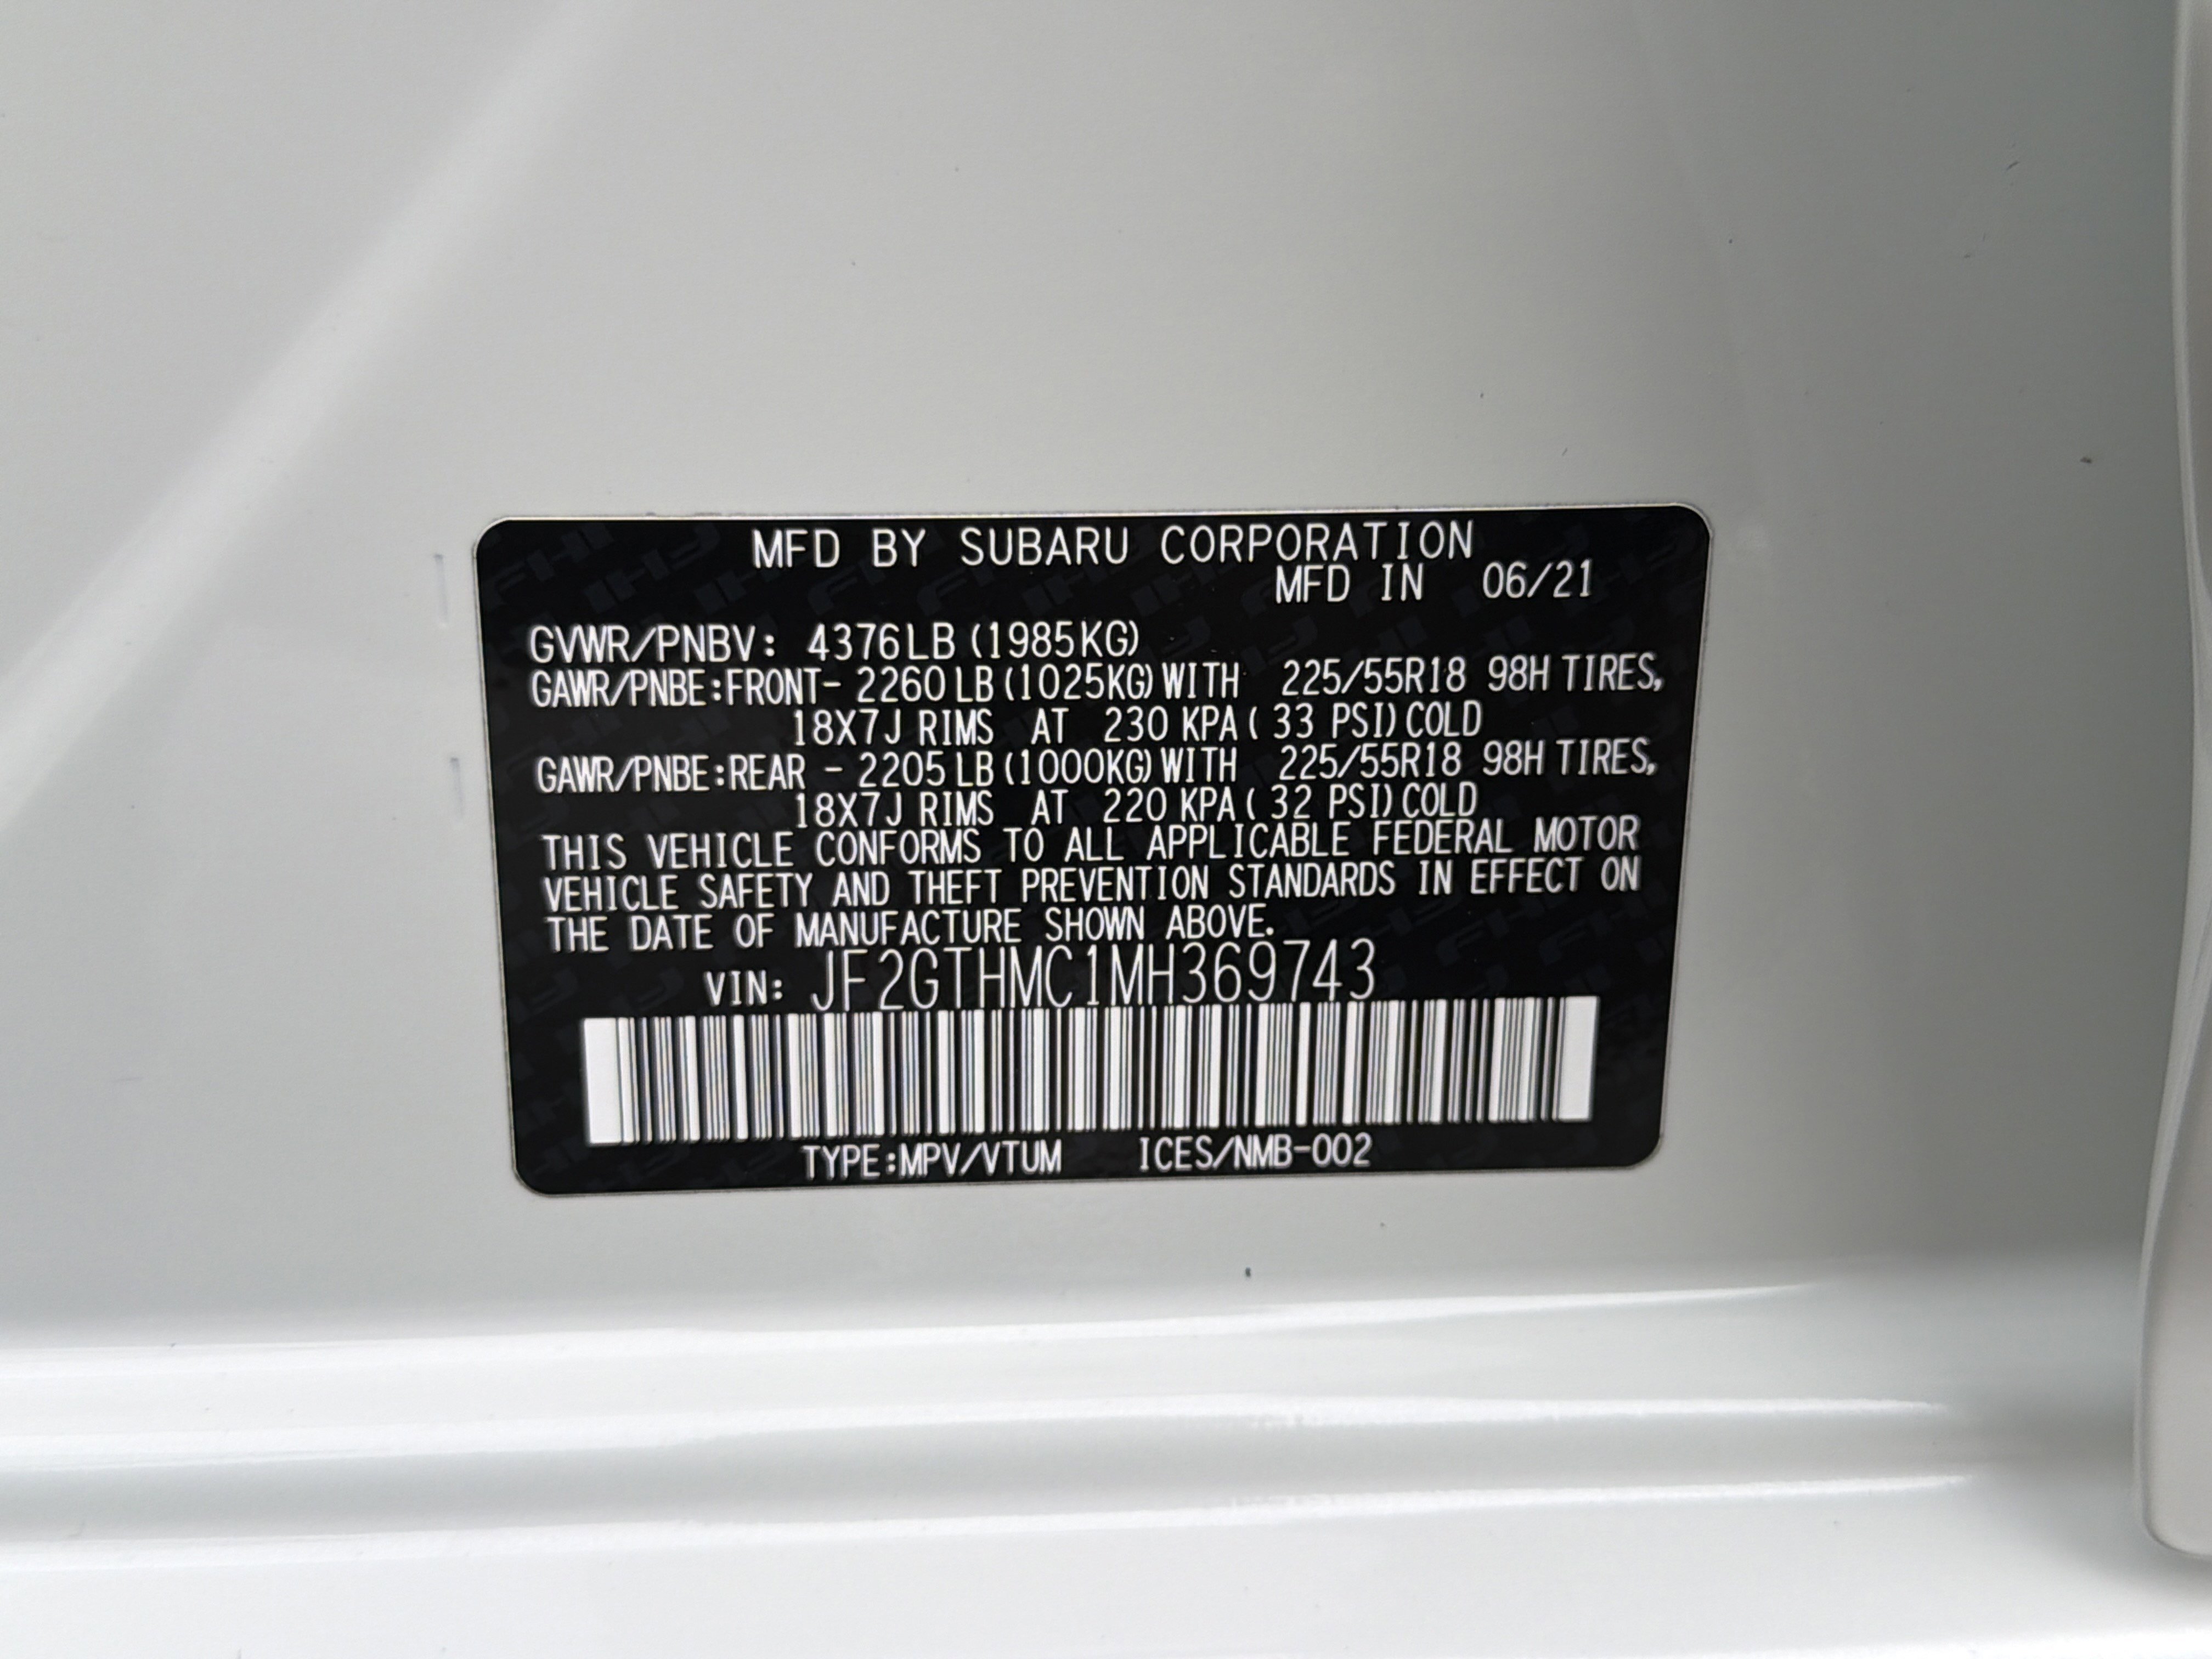 MFD BY SUBARU CORPORATION
MFD IN 06/21
GVWR/PNBV: 4376LB (1985KG)
GAWR/PNBE:FRONT- 2260 LB (1025KG) WITH 225/55R18 98H TIRES,
18X7J RIMS AT 230 KPA ( 33 PSI) COLD
GAWR/PNBE:REAR - 2205 LB (1000KG) WITH 225/55R18 98H TIRES,
18X7J RIMS AT 220 KPA ( 32 PSI) COLD
THIS VEHICLE CONFORMS TO ALL APPLICABLE FEDERAL MOTOR
VEHICLE SAFETY AND THEFT PREVENTION STANDARDS IN EFFECT ON
THE DATE OF MANUFACTURE SHOWN ABOVE.
VIN: JF2GTHMC1MH369743
TYPE:MPV/VTUM ICES/NMB-002